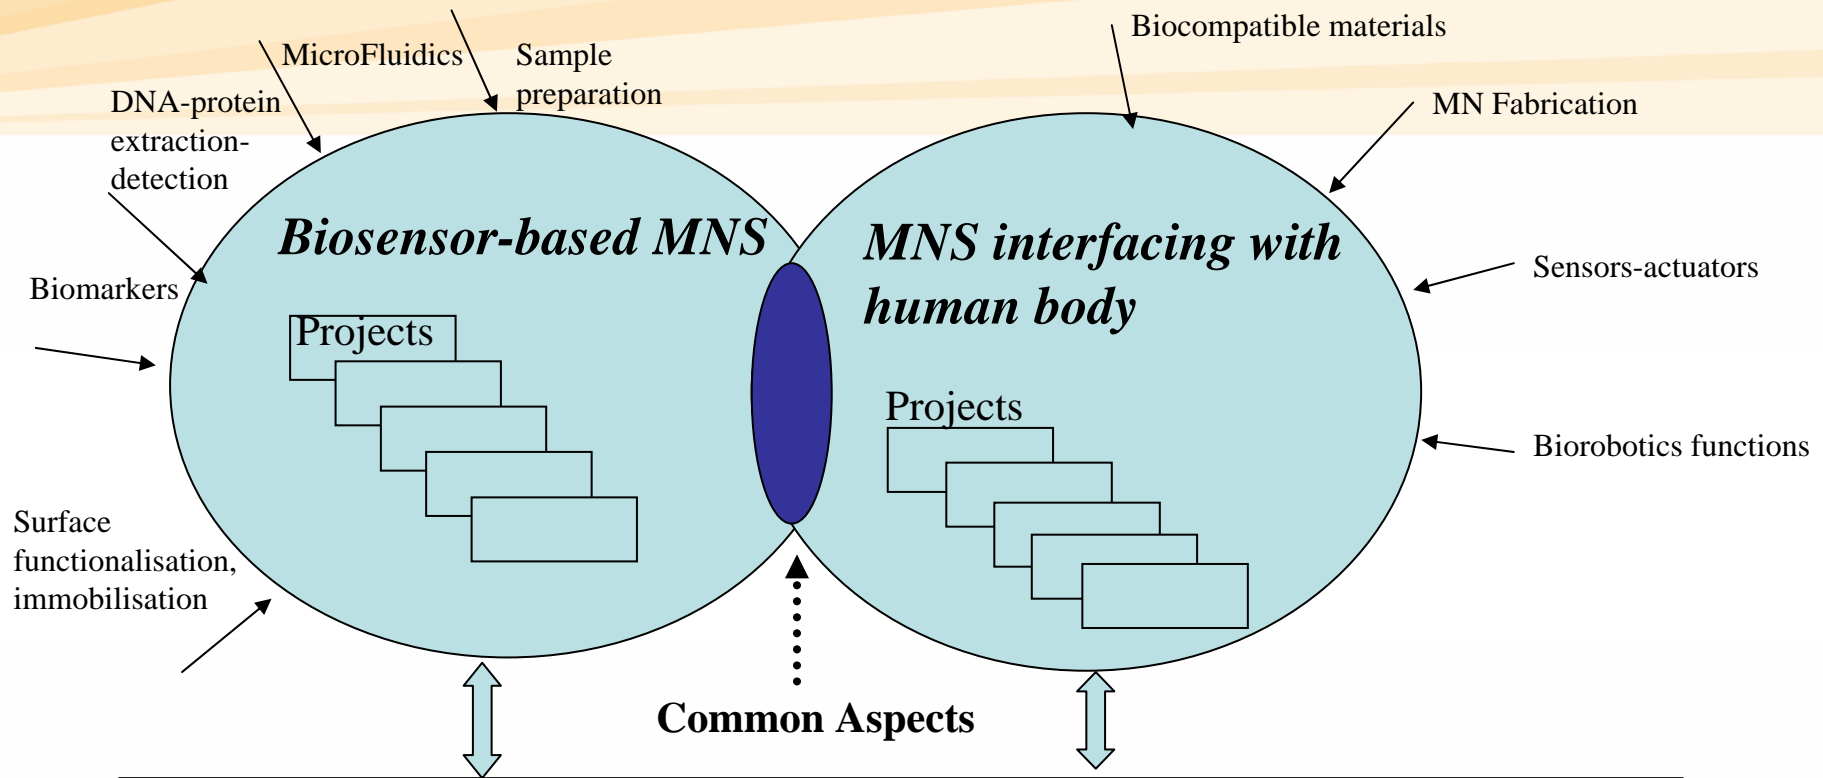 Biocompatible materials
MicroFluidics
Sample
preparation
DNA-protein
extraction-
detection
MN Fabrication
Biosensor-based MNS
MNS interfacing with
human body
Sensors-actuators
Biomarkers
Projects
Projects
Biorobotics functions
Surface
functionalisation,
immobilisation
Common Aspects